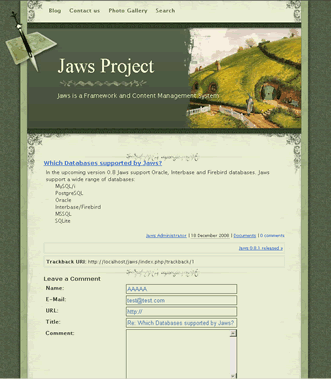 Blog Contact us Photo Gallery Search
Jaws Project
Jaws is a Framework and Content Management System
Which Databases supported by Jaws?
In the upcoming version 0.8 Jaws support Oracle, Interbase and Firebird databases. Jaws
support a wide range of databases:
MySQL/i
PostgreSQL
Oracle
Interbase/Firebird
MSSQL
SQLite
Jaws Administrator | 18 December 2008 | Documents 0 comments
Jaws 0.8.1 released »
Trackback URI: http://localhost/jaws/index.php/trackback/1
Leave a Comment
Name:
AAAAA
E-Mail:
test@test.com
URL:
http://
Title:
Re: Which Databases supported by Jaws?
Comment: